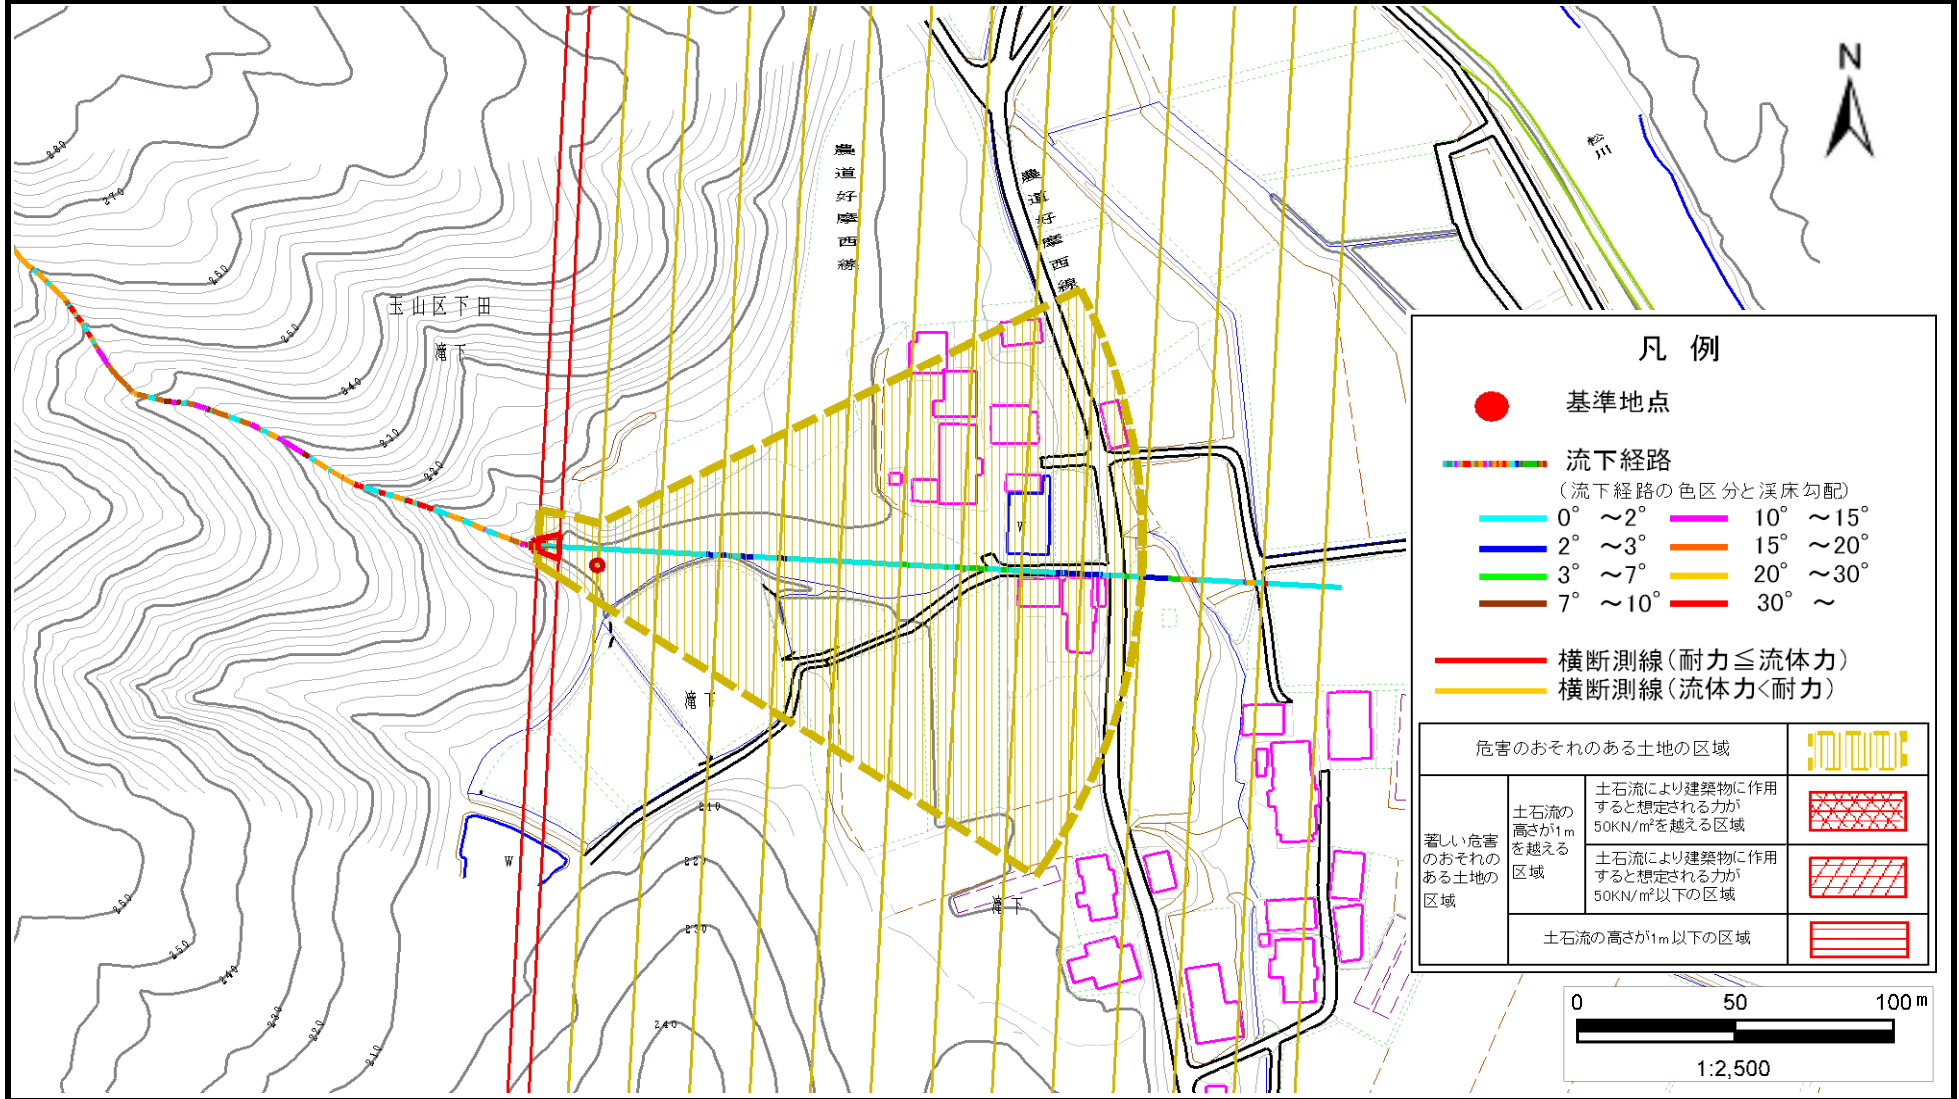 N
松川
農道好摩西線
農道好摩西線
280
270
260
260
240
230
220
玉山区下田
滝下
滝下
滝下
W
W
210
220
230
240
260
250
240
230
220
210
凡 例
基準地点
流下経路
（流下経路の色区分と渓床勾配）
0° ～2°
10° ～15°
2° ～3°
15° ～20°
3° ～7°
20° ～30°
7° ～10°
30° ～
横断測線（耐力≦流体力）
横断測線（流体力<耐力）
危害のおそれのある土地の区域
著しい危害
のおそれの
ある土地の
区域
土石流の
高さが1m
を越える
区域
土石流により建築物に作用
すると想定される力が
50KN/㎡を越える区域
土石流により建築物に作用
すると想定される力が
50KN/㎡以下の区域
土石流の高さが1m以下の区域
0 50 100 m
1:2,500